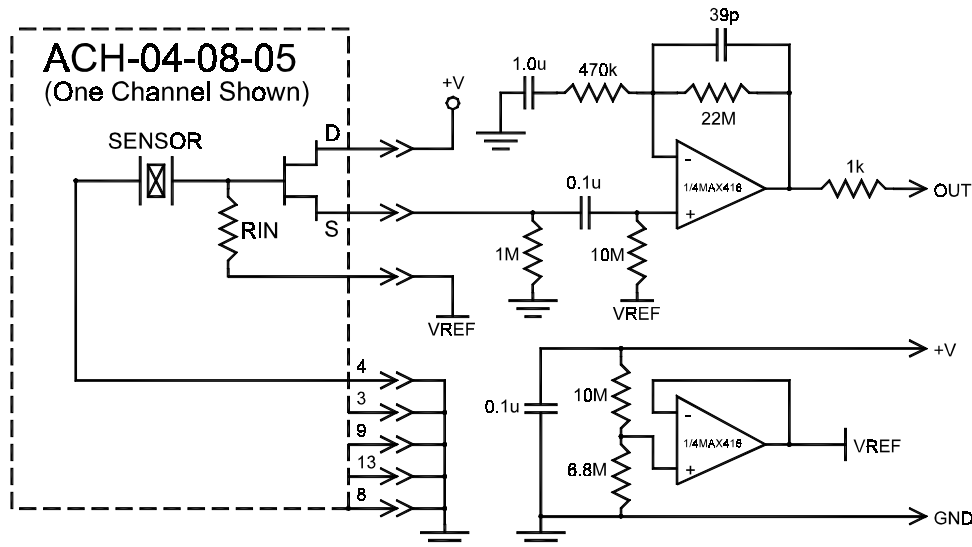 ACH-04-08-05
(One Channel Shown)
SENSOR
D
S
RIN
+V
VREF
4
3
9
13
8
39p
1.0u
470k
22M
-
1/4MAX416
+
1k
OUT
0.1u
1M
10M
VREF
+V
0.1u
10M
6.8M
-
1/4MAX416
+
VREF
GND